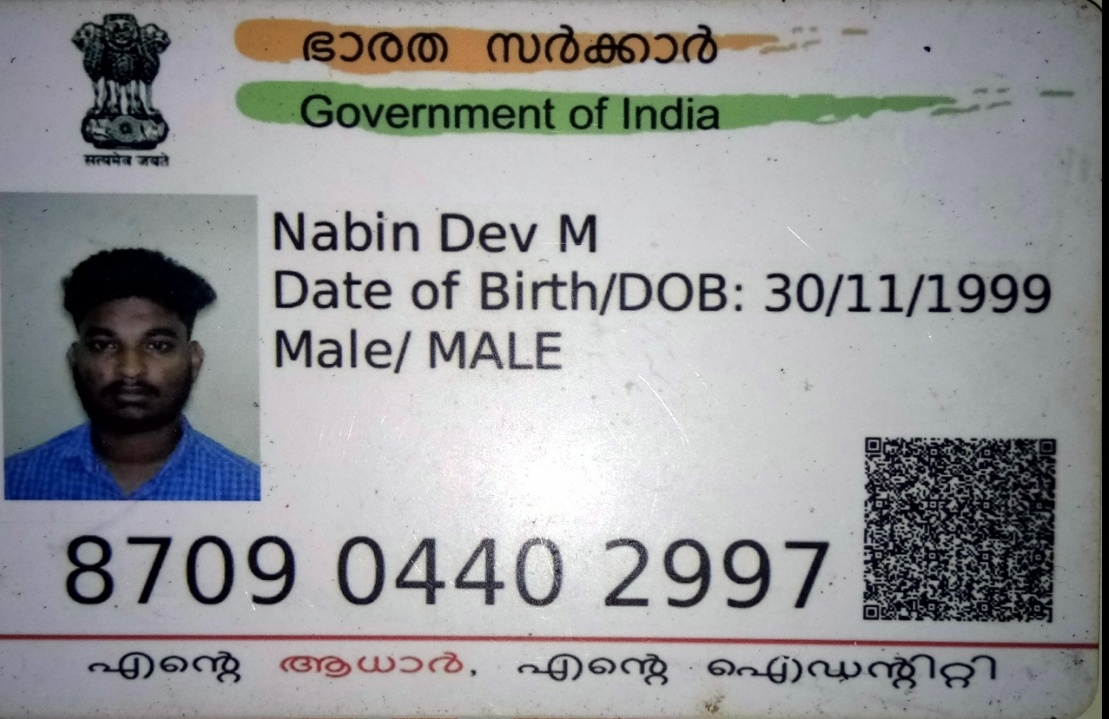 ഭാരത സർക്കാർ
Government of India
सत्यमेव जयते
Nabin Dev M
Date of Birth/DOB: 30/11/1999
Male/ MALE
8709 0440 2997
എന്റെ ആധാർ, എന്റെ ഐഡന്റിറ്റി